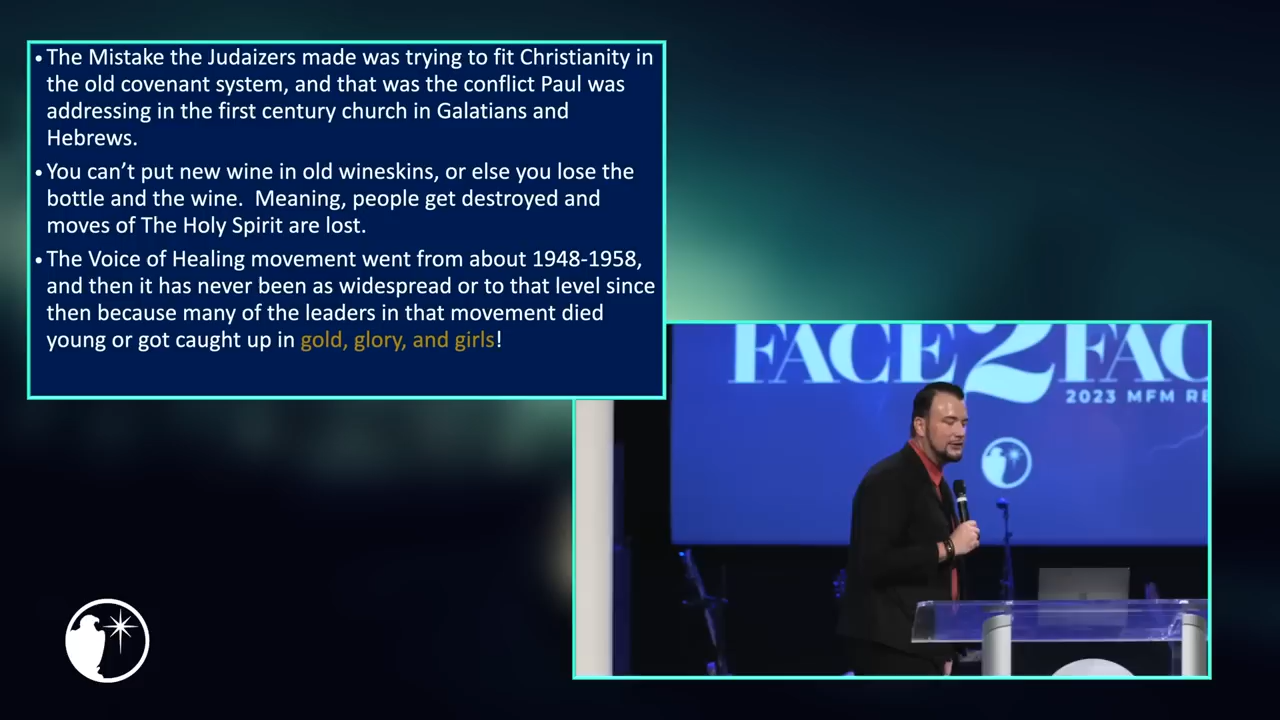 • The Mistake the Judaizers made was trying to fit Christianity in
the old covenant system, and that was the conflict Paul was
addressing in the first century church in Galatians and
Hebrews.
• You can’t put new wine in old wineskins, or else you lose the
bottle and the wine.  Meaning, people get destroyed and
moves of The Holy Spirit are lost.
• The Voice of Healing movement went from about 1948-1958,
and then it has never been as widespread or to that level since
then because many of the leaders in that movement died
young or got caught up in gold, glory, and girls!
FACE2FAC
2023 MFM RE